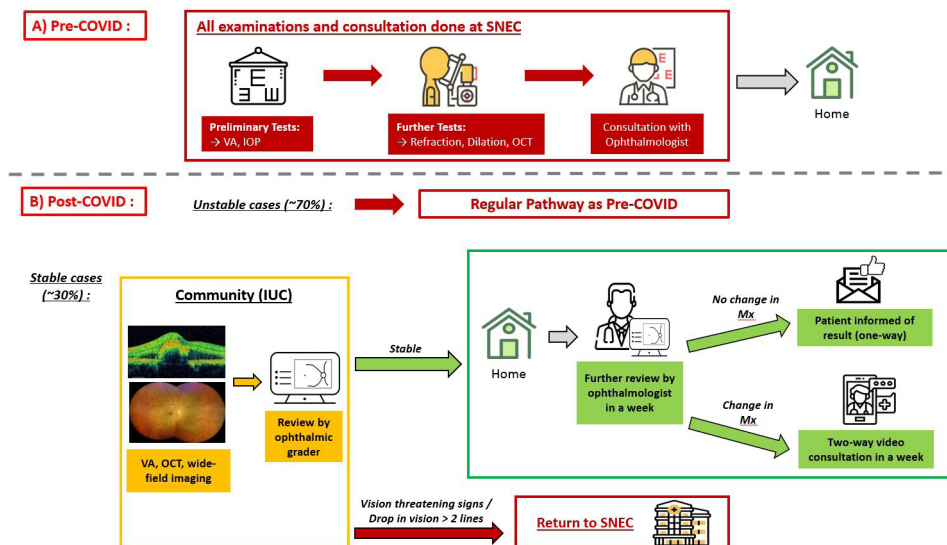 A) Pre-COVID :
All examinations and consultation done at SNEC
Preliminary Tests:
→ VA, IOP
Further Tests:
→ Refraction, Dilation, OCT
Consultation with
Ophthalmologist
Home
B) Post-COVID :
Unstable cases (~70%) :
Regular Pathway as Pre-COVID
Stable cases
(~30%) :
Community (IUC)
VA, OCT, wide-
field imaging
Review by
ophthalmic
grader
Stable
Home
Further review by
ophthalmologist
in a week
No change in
Mx
Patient informed of
result (one-way)
Change in
Mx
Two-way video
consultation in a week
Vision threatening signs /
Drop in vision > 2 lines
Return to SNEC